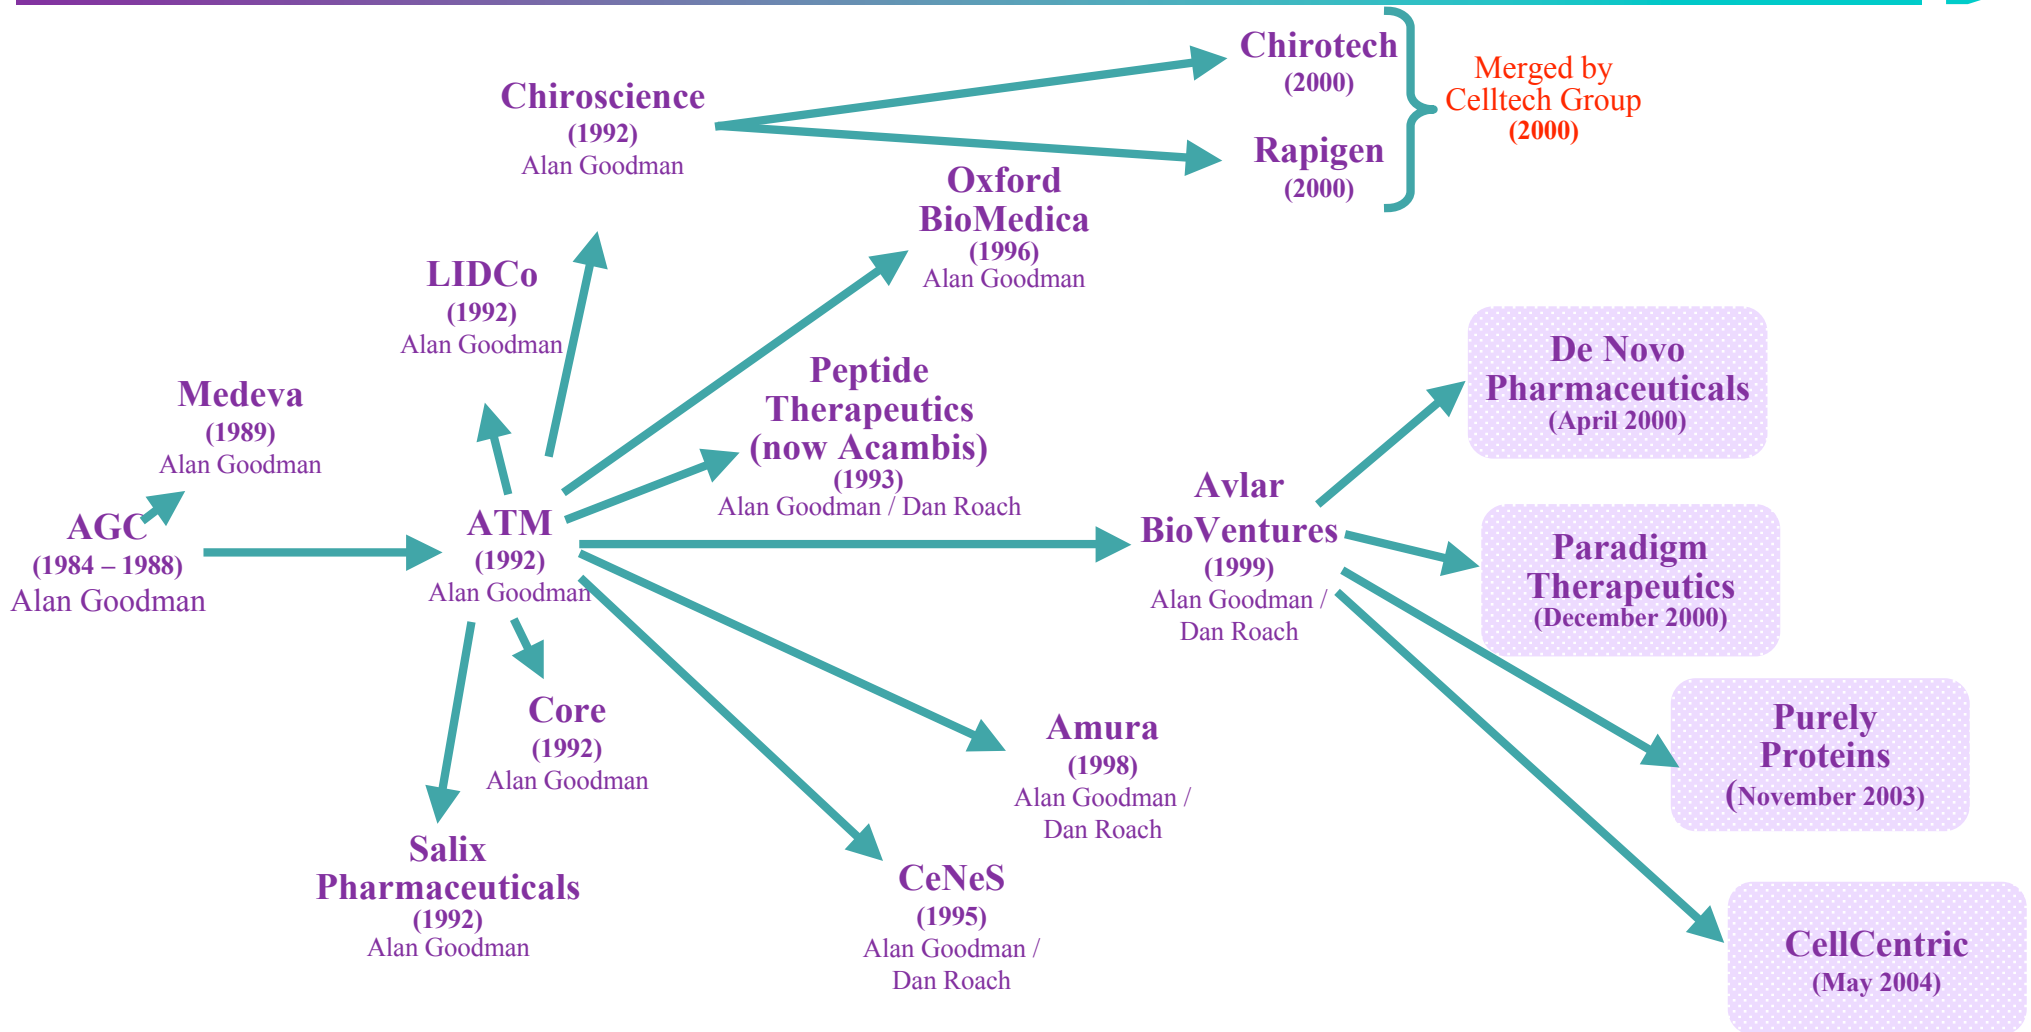 Chirotech
(2000)
Merged by
Celltech Group
(2000)
Chiroscience
(1992)
Alan Goodman
Rapigen
(2000)
Oxford
BioMedica
(1996)
Alan Goodman
LIDCo
(1992)
Alan Goodman
De Novo
Pharmaceuticals
(April 2000)
Peptide
Therapeutics
(now Acambis)
(1993)
Alan Goodman / Dan Roach
Medeva
(1989)
Alan Goodman
AGC
(1984 – 1988)
Alan Goodman
ATM
(1992)
Alan Goodman
Avlar
BioVentures
(1999)
Alan Goodman /
Dan Roach
Paradigm
Therapeutics
(December 2000)
Core
(1992)
Alan Goodman
Amura
(1998)
Alan Goodman /
Dan Roach
Purely
Proteins
(November 2003)
Salix
Pharmaceuticals
(1992)
Alan Goodman
CeNeS
(1995)
Alan Goodman /
Dan Roach
CellCentric
(May 2004)